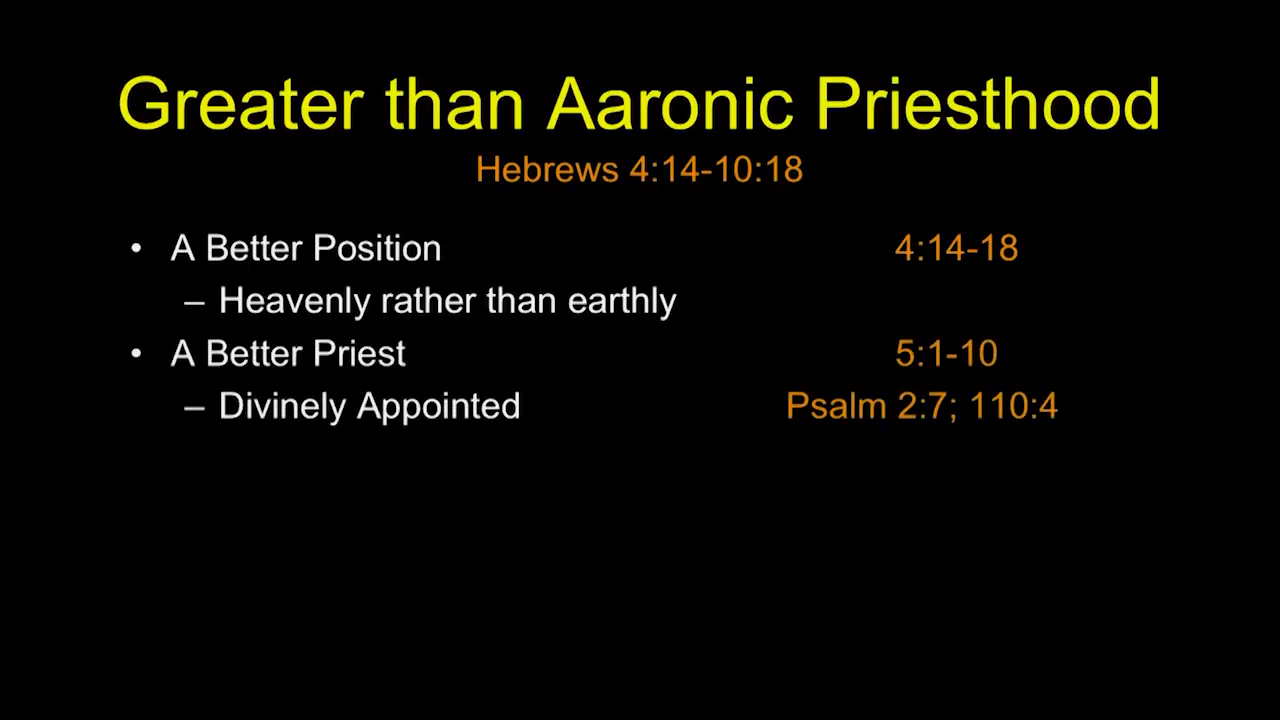 Greater than Aaronic Priesthood
Hebrews 4:14-10:18
• A Better Position 4:14-18
– Heavenly rather than earthly
• A Better Priest 5:1-10
– Divinely Appointed Psalm 2:7; 110:4